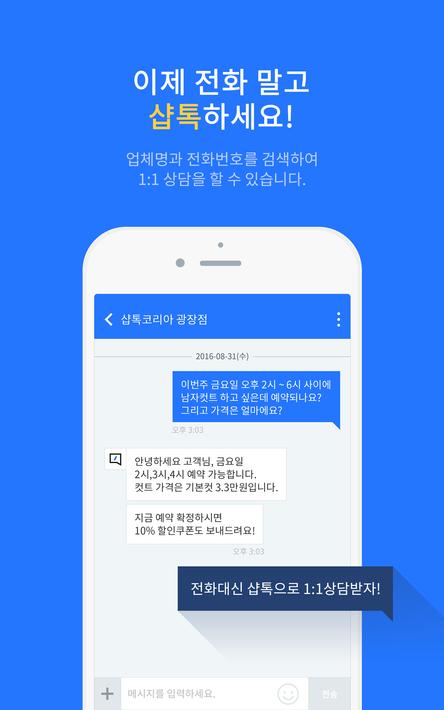 이제 전화 말고
샵톡하세요!
업체명과 전화번호를 검색하여
1:1 상담을 할 수 있습니다.
샵톡코리아 광장점
2016-08-31(수)
이번주 금요일 오후 2시 ~ 6시 사이에
남자컷트 하고 싶은데 예약되나요?
그리고 가격은 얼마에요?
오후 3:03
안녕하세요 고객님, 금요일
2시,3시,4시 예약 가능합니다.
컷트 가격은 기본컷 3.3만원입니다.
지금 예약 확정하시면
10% 할인쿠폰도 보내드려요!
오후 3:03
전화대신 샵톡으로 1:1상담받자!
메시지를 입력하세요.
전송